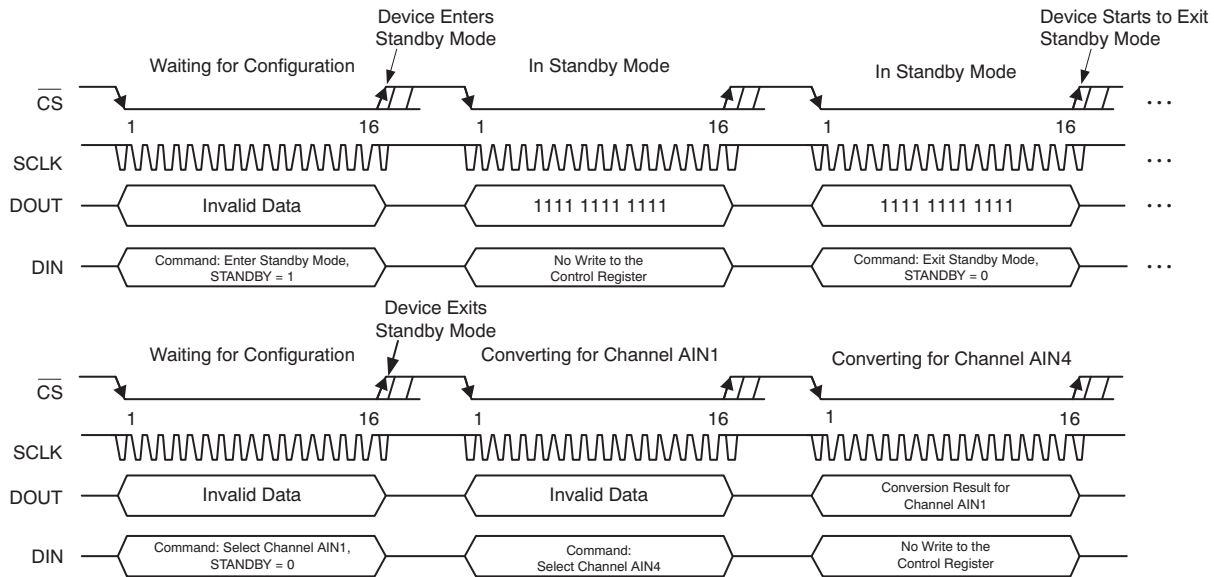 Device Enters
Standby Mode
Device Starts to Exit
Standby Mode
Waiting for Configuration
In Standby Mode
In Standby Mode
CS
1 16 1 16 1 16
SCLK
DOUT
Invalid Data
1111 1111 1111
1111 1111 1111
DIN
Command: Enter Standby Mode,
STANDBY = 1
No Write to the
Control Register
Command: Exit Standby Mode,
STANDBY = 0
Device Exits
Standby Mode
Waiting for Configuration
Converting for Channel AIN1
Converting for Channel AIN4
CS
1 16 1 16 1 16
SCLK
DOUT
Invalid Data
Invalid Data
Conversion Result for
Channel AIN1
DIN
Command: Select Channel AIN1,
STANDBY = 0
Command:
Select Channel AIN4
No Write to the
Control Register